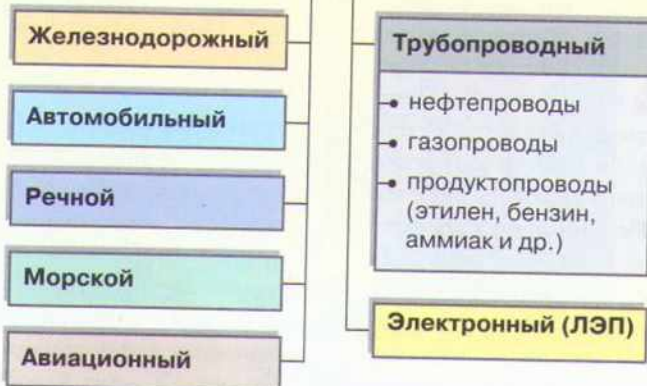 Железнодорожный
Автомобильный
Речной
Морской
Авиационный
Трубопроводный
• нефтепроводы
• газопроводы
• продуктопроводы
(этилен, бензин,
аммиак и др.)
Электронный (ЛЭП)